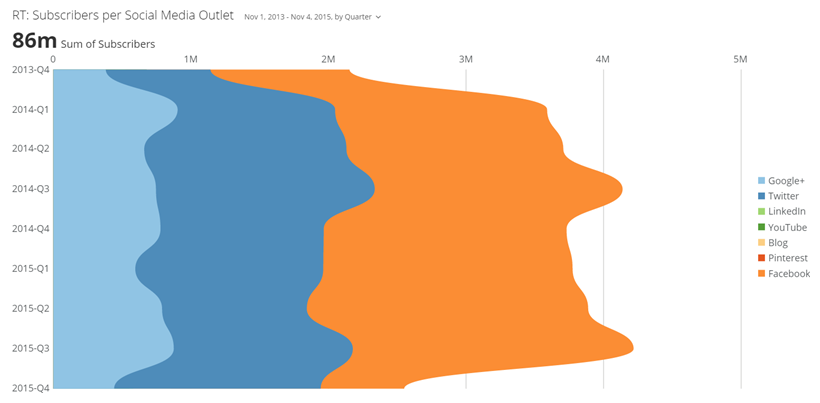 RT: Subscribers per Social Media Outlet Nov 1, 2013 - Nov 4, 2015, by Quarter
86m Sum of Subscribers
0 1M 2M 3M 4M 5M
2013-Q4
2014-Q1
2014-Q2
2014-Q3
2014-Q4
2015-Q1
2015-Q2
2015-Q3
2015-Q4
Google+
Twitter
LinkedIn
YouTube
Blog
Pinterest
Facebook